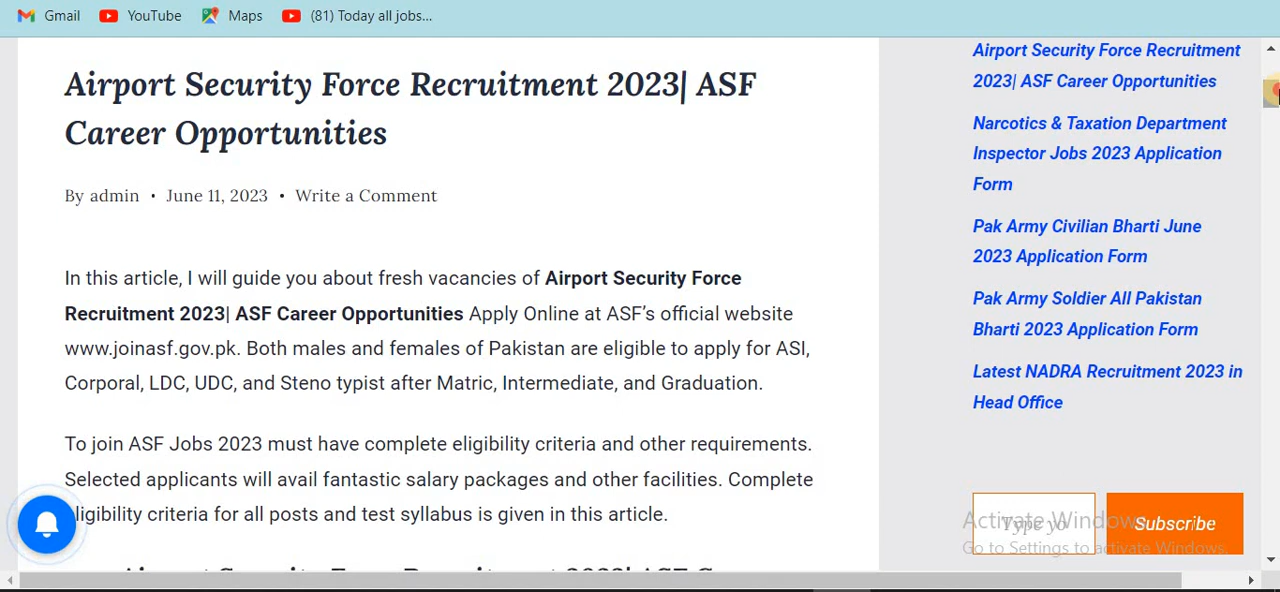 Gmail
YouTube
Maps
(81) Today all jobs...
Airport Security Force Recruitment 2023| ASF
Career Opportunities
By admin • June 11, 2023 • Write a Comment
In this article, I will guide you about fresh vacancies of Airport Security Force
Recruitment 2023| ASF Career Opportunities Apply Online at ASF’s official website
www.joinasf.gov.pk. Both males and females of Pakistan are eligible to apply for ASI,
Corporal, LDC, UDC, and Steno typist after Matric, Intermediate, and Graduation.
To join ASF Jobs 2023 must have complete eligibility criteria and other requirements.
Selected applicants will avail fantastic salary packages and other facilities. Complete
eligibility criteria for all posts and test syllabus is given in this article.
Airport Security Force Recruitment
2023| ASF Career Opportunities
Narcotics & Taxation Department
Inspector Jobs 2023 Application
Form
Pak Army Civilian Bharti June
2023 Application Form
Pak Army Soldier All Pakistan
Bharti 2023 Application Form
Latest NADRA Recruitment 2023 in
Head Office
Type yo
Subscribe
Activate Windows
Go to Settings to activate Windows.